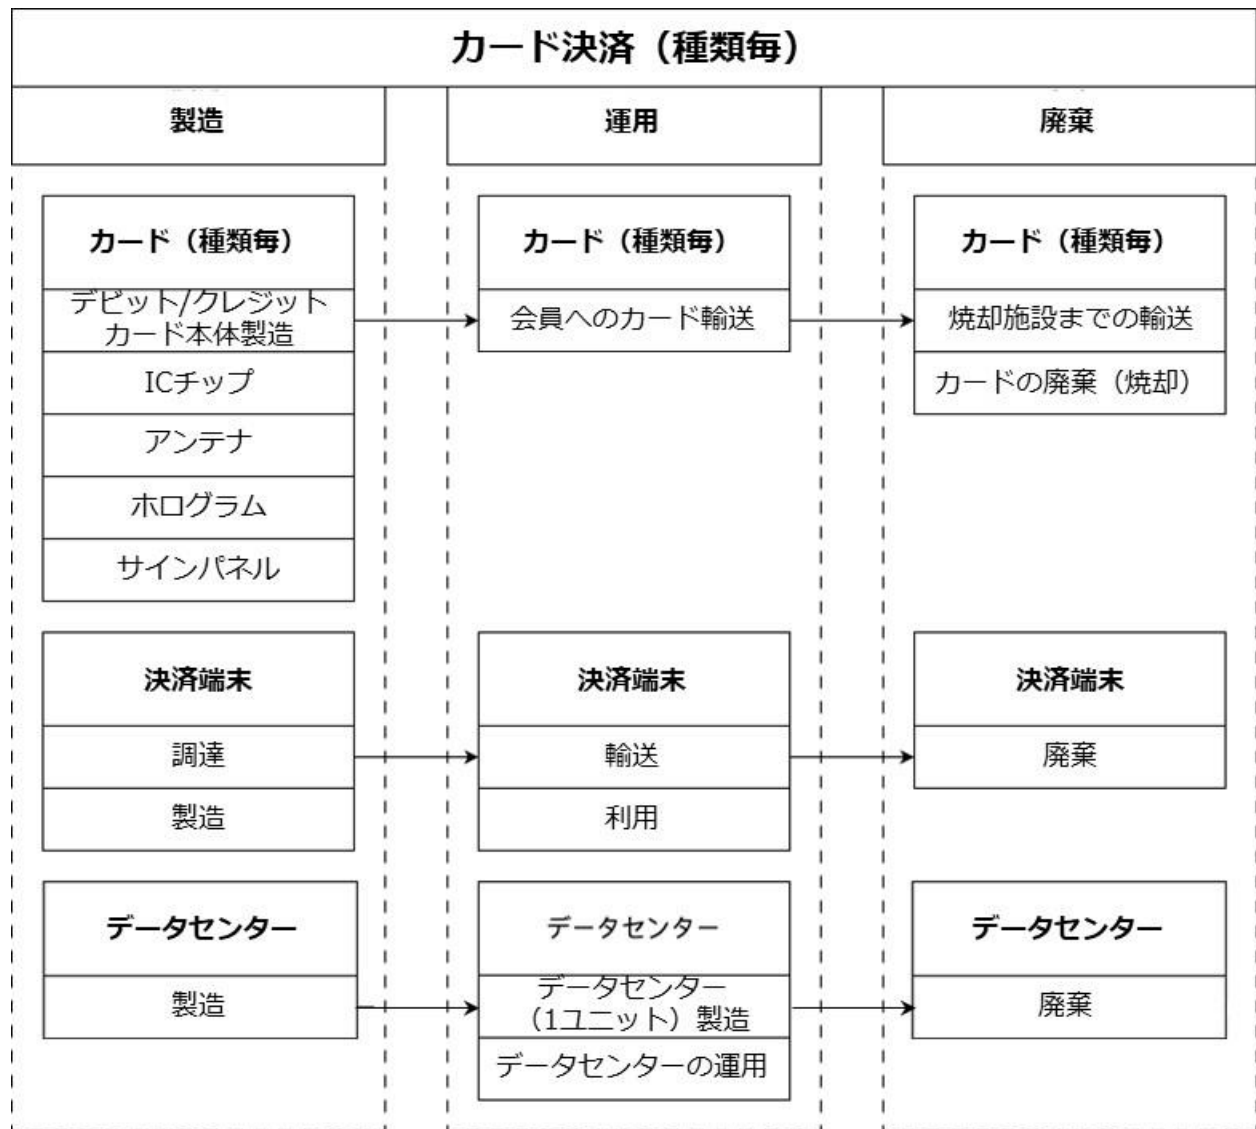 カード決済（種類毎）
製造
運用
廃棄
カード（種類毎）
デビット/クレジット
カード本体製造
ICチップ
アンテナ
ホログラム
サインパネル
カード（種類毎）
会員へのカード輸送
カード（種類毎）
焼却施設までの輸送
カードの廃棄（焼却）
決済端末
調達
製造
決済端末
輸送
利用
決済端末
廃棄
データセンター
製造
データセンター
データセンター
（1ユニット）製造
データセンターの運用
データセンター
廃棄